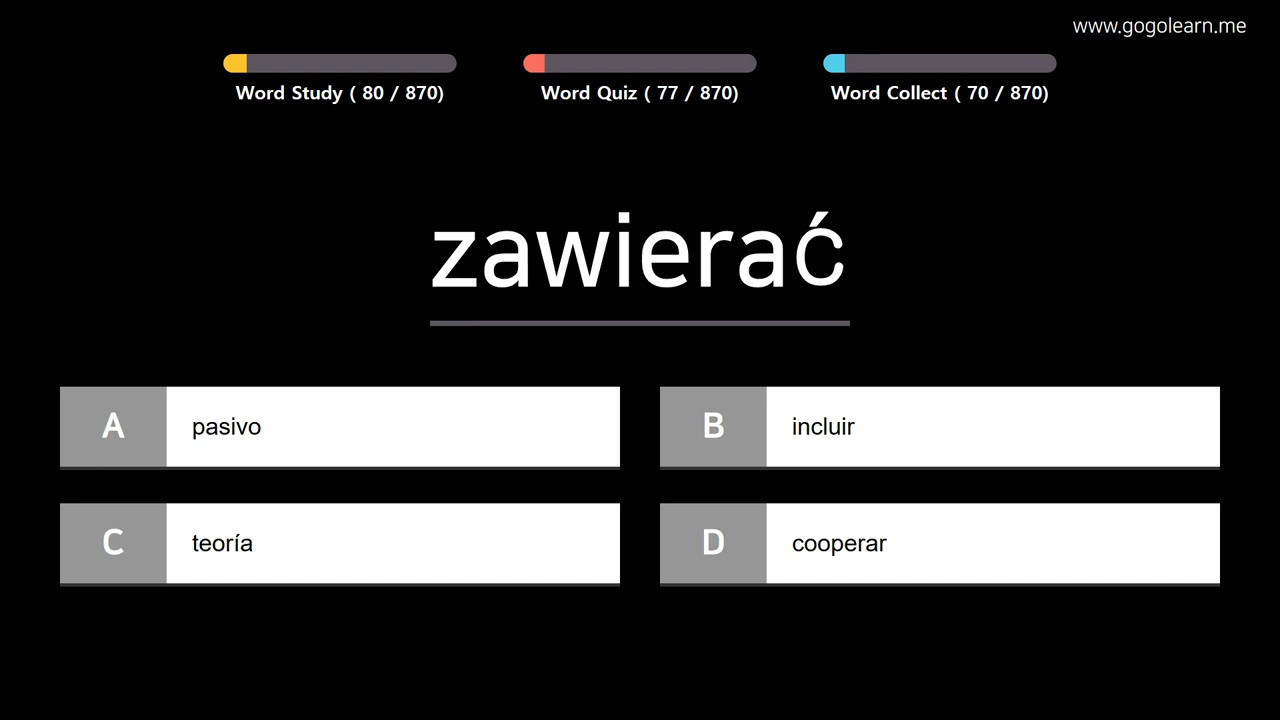 www.gogolearn.me
Word Study ( 80 / 870)
Word Quiz ( 77 / 870)
Word Collect ( 70 / 870)
zawierać
A pasivo
B incluir
C teoría
D cooperar